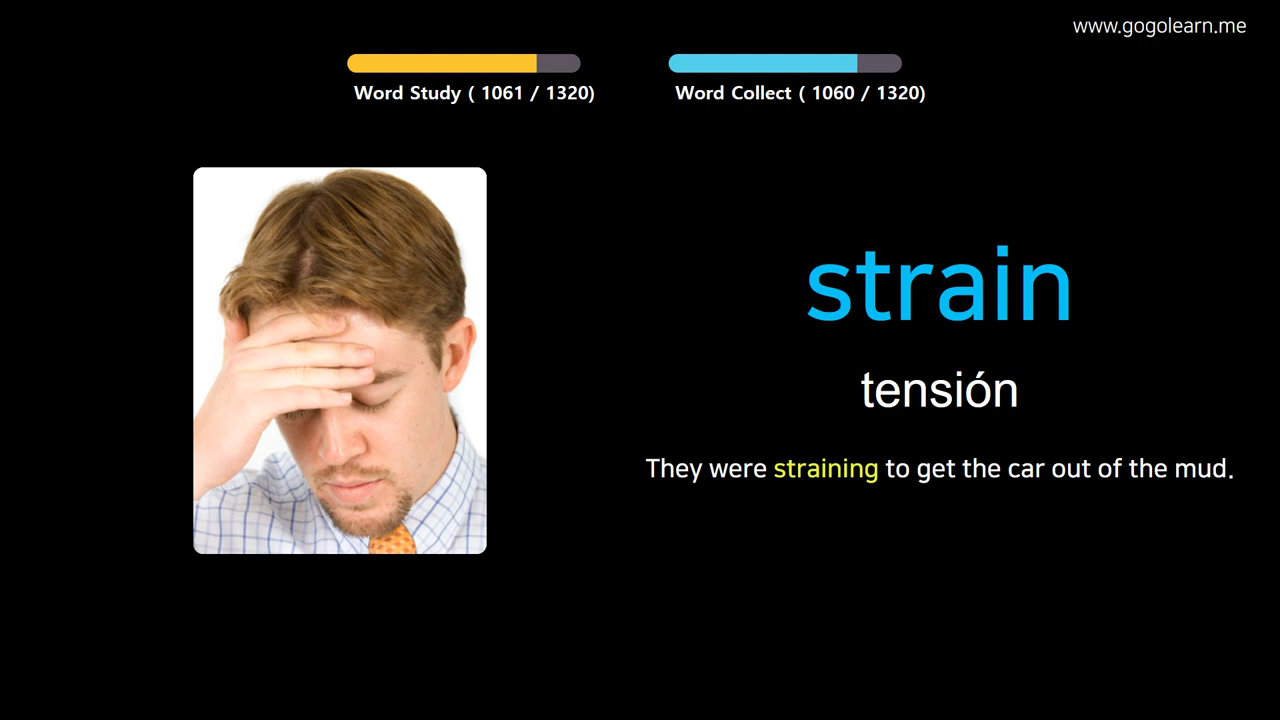 www.gogolearn.me
Word Study ( 1061 / 1320)
Word Collect ( 1060 / 1320)
strain
tensión
They were straining to get the car out of the mud.